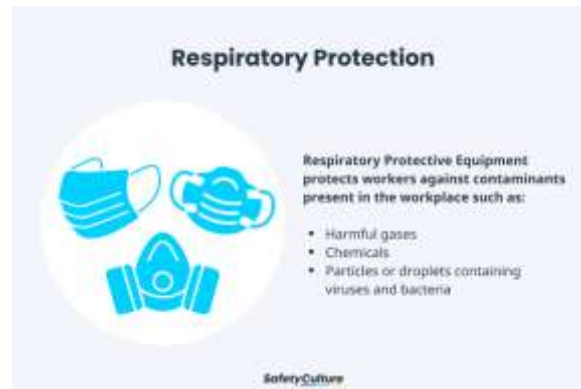 Respiratory Protection
Respiratory Protective Equipment
protects workers against contaminants
present in the workplace such as:
• Harmful gases
• Chemicals
• Particles or droplets containing
viruses and bacteria
SafetyCulture